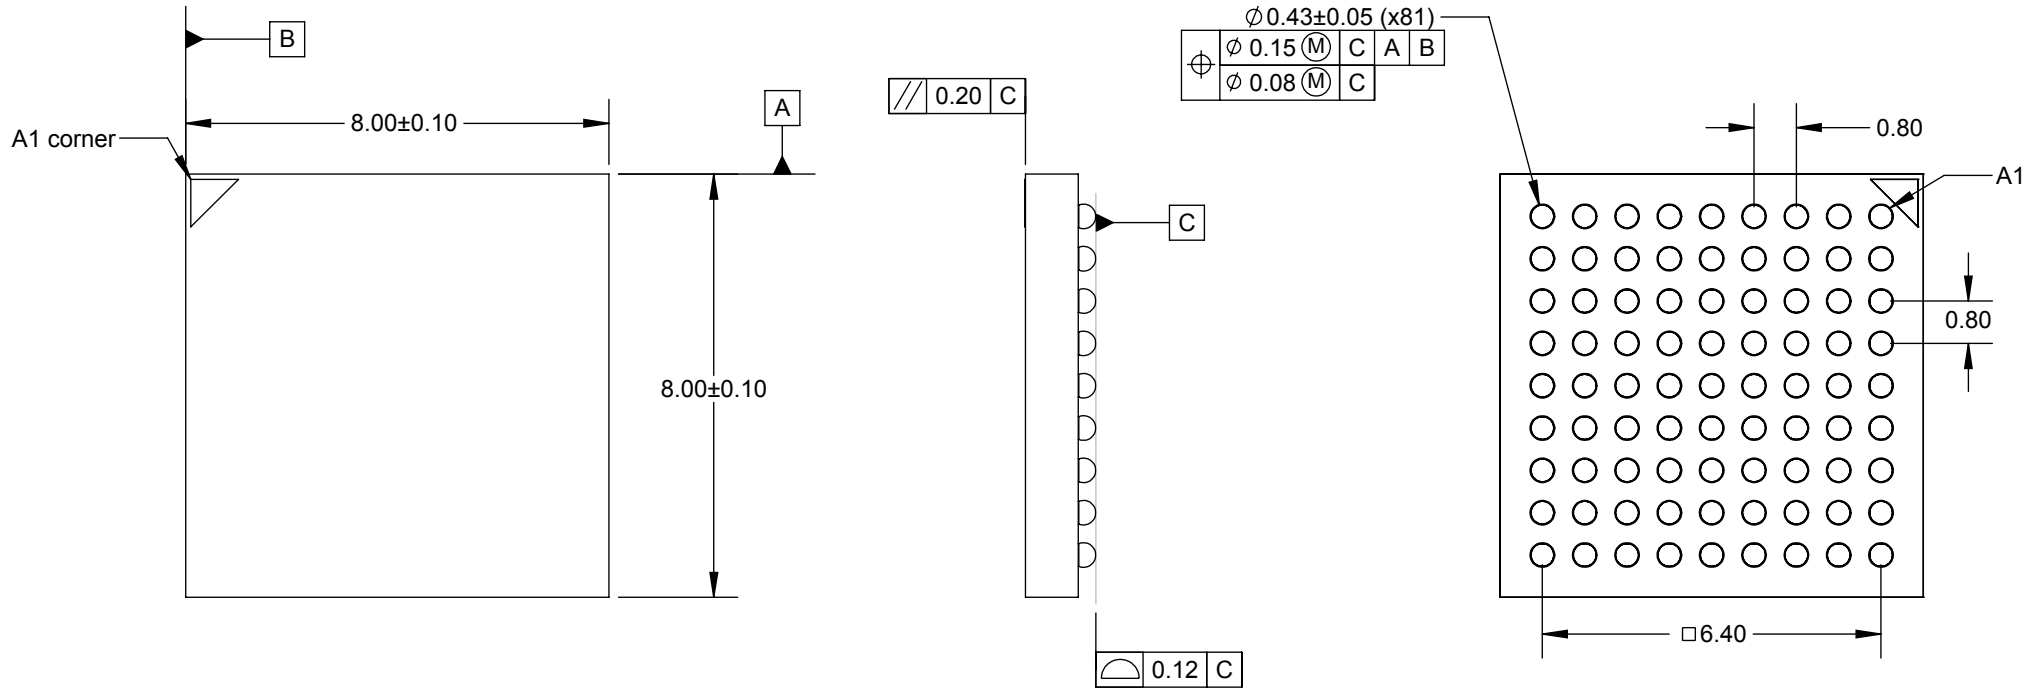 B
8.00±0.10
A
A1 corner
8.00±0.10
// 0.20 C
C
⌓ 0.12 C
⌀0.43±0.05 (x81)
⌖ ⌀ 0.15 Ⓜ C A B
⌀ 0.08 Ⓜ C
0.80
A1
0.80
□6.40